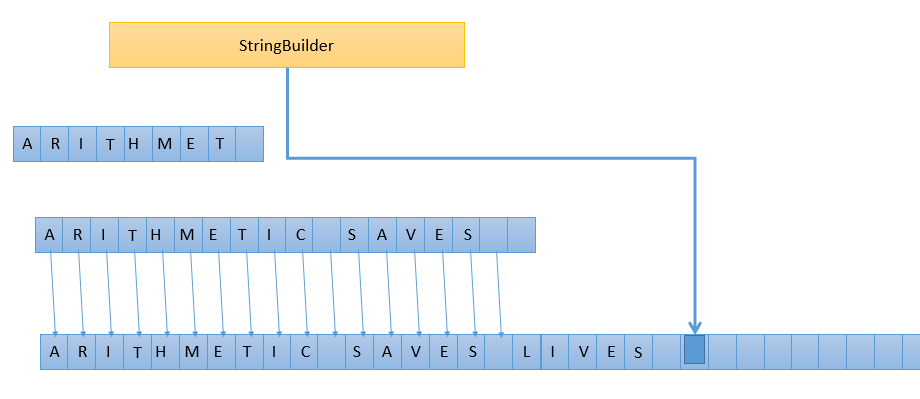 StringBuilder
A R I T H M E T
A R I T H M E T I C S A V E S
A R I T H M E T I C S A V E S L I V E S